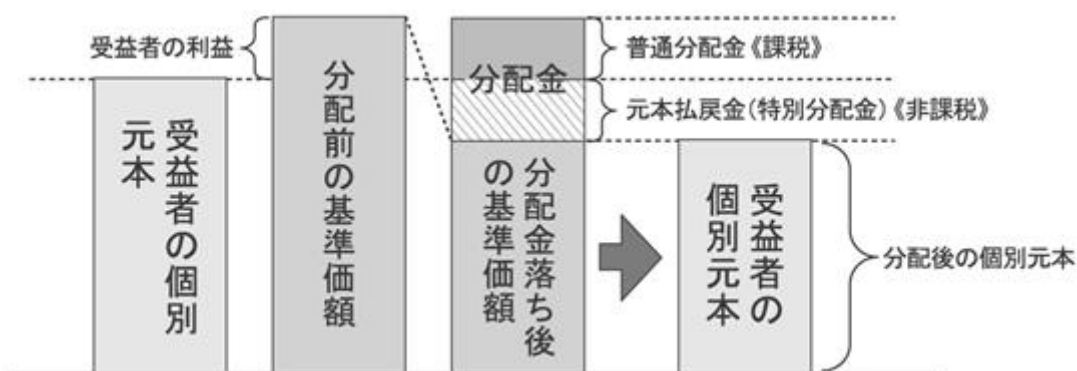 受益者の利益
受益者の個別
元本
分配前の基準価額
分配金
分配金落ち後
の基準価額
普通分配金《課税》
元本払戻金(特別分配金)《非課税》
受益者の
個別元本
分配後の個別元本